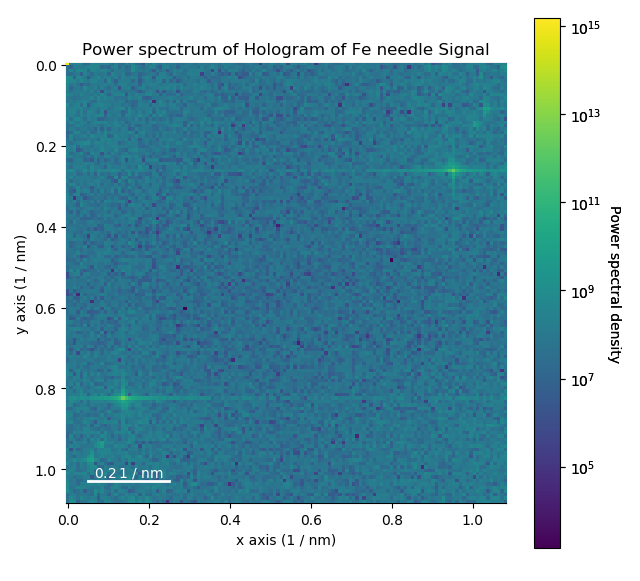 Power spectrum of Hologram of Fe needle Signal
10^15
10^13
10^11
10^9
10^7
10^5
Power spectral density
0.0
0.2
0.4
0.6
0.8
1.0
y axis (1 / nm)
0.2 1 / nm
0.0 0.2 0.4 0.6 0.8 1.0
x axis (1 / nm)